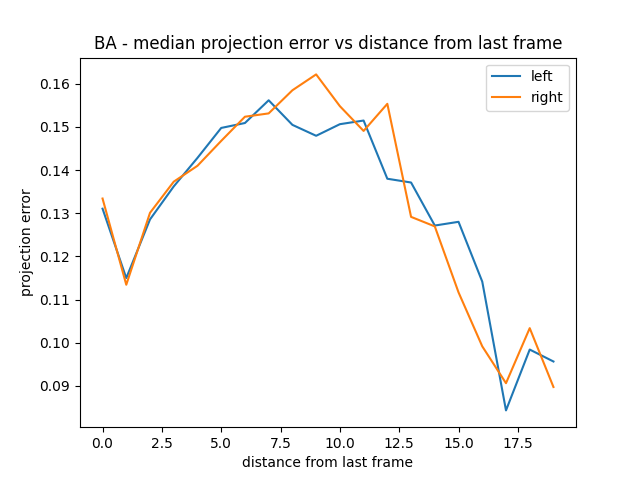 BA - median projection error vs distance from last frame
left
right
projection error
0.16
0.15
0.14
0.13
0.12
0.11
0.10
0.09
0.0 2.5 5.0 7.5 10.0 12.5 15.0 17.5
distance from last frame